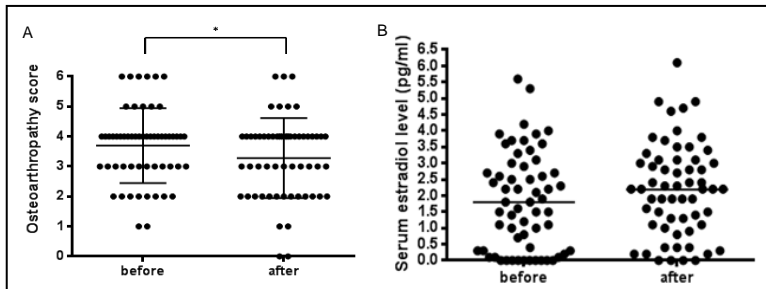 A
*
Osteoarthropathy score
6
5
4
3
2
1
0
before
after
B
Serum estradiol level (pg/ml)
6.5
6.0
5.5
5.0
4.5
4.0
3.5
3.0
2.5
2.0
1.5
1.0
0.5
0.0
before
after